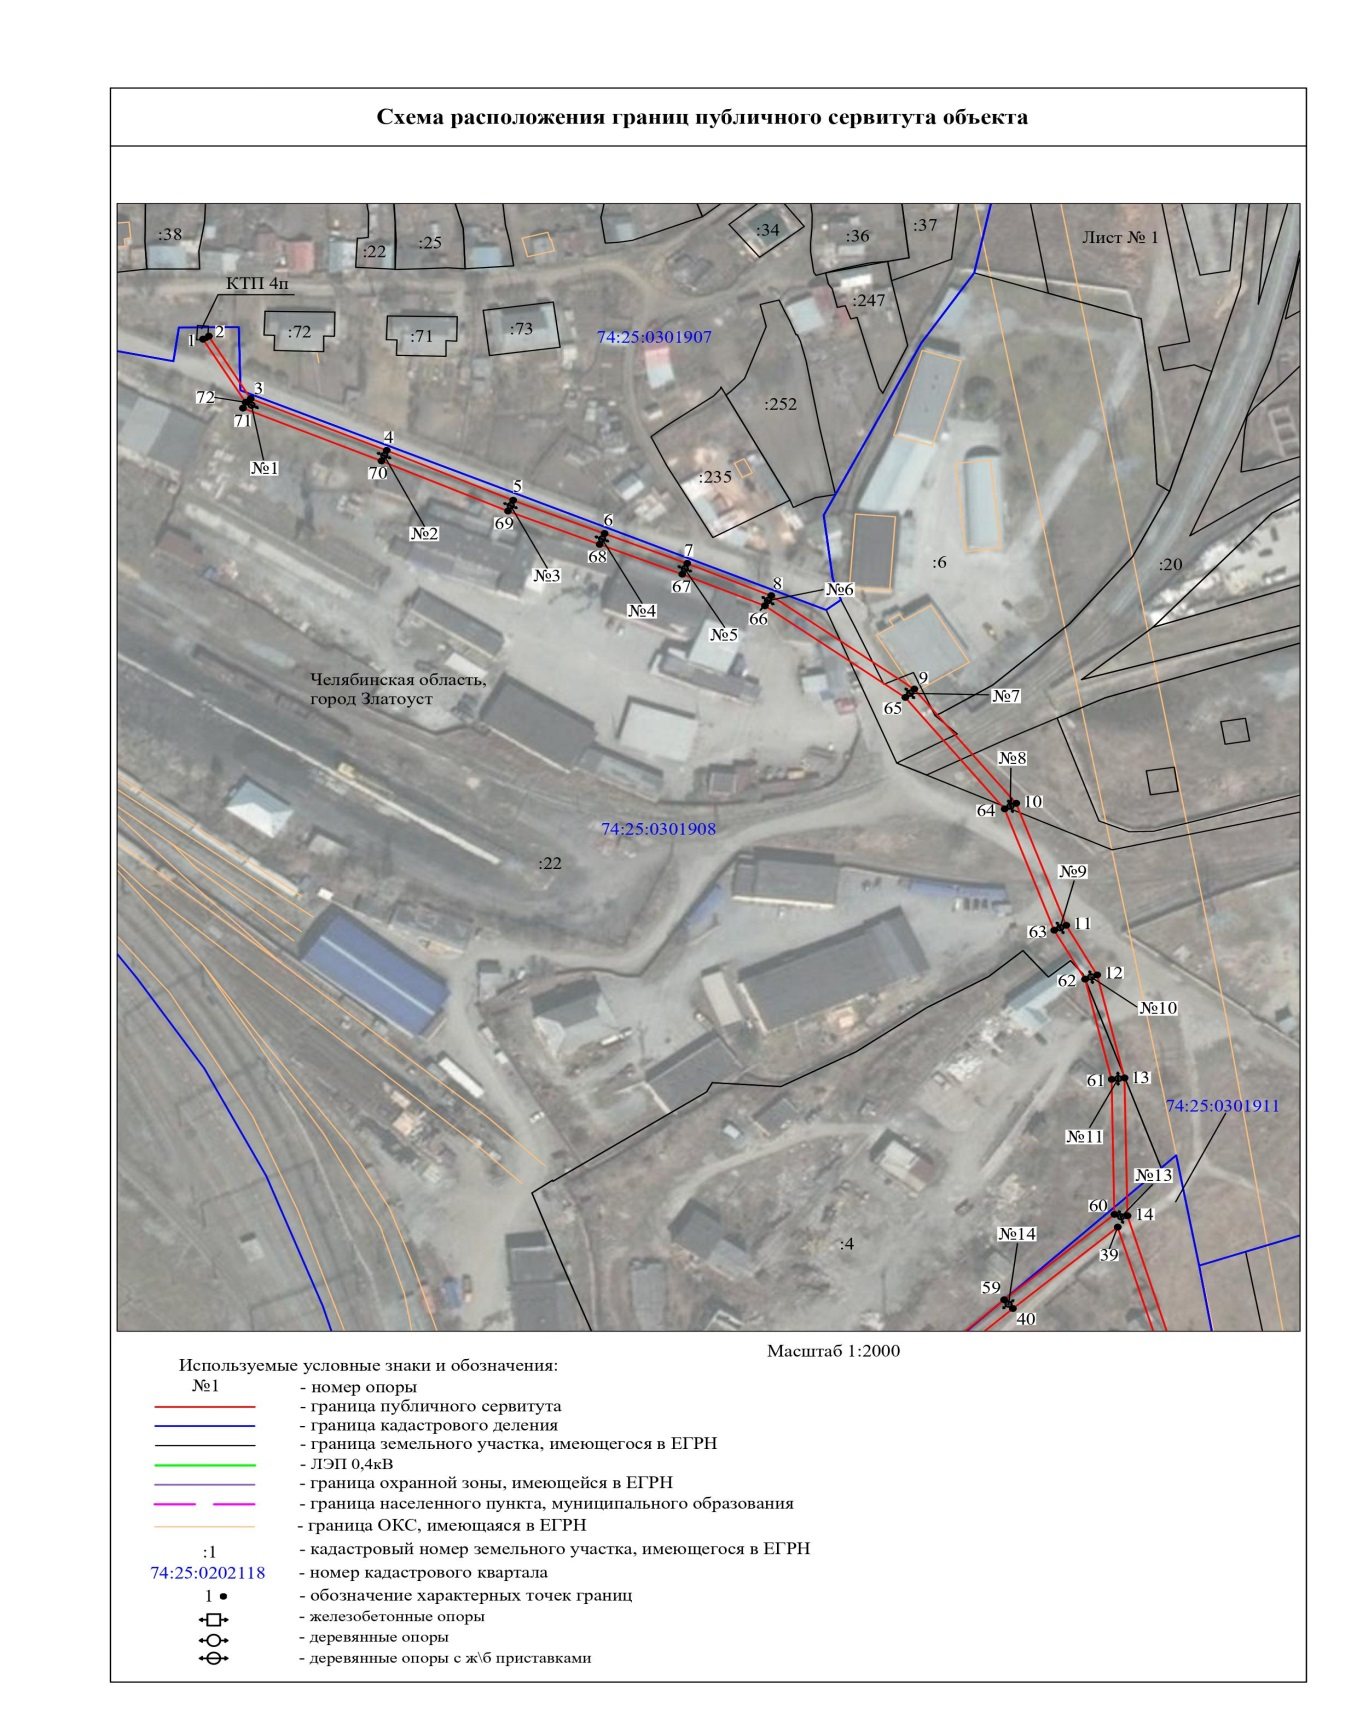 Схема расположения границ публичного сервитута объекта
Лист № 1
:38
:22
:25
:34
:36
:37
КТП 4п
:247
1
2
:72
:71
:73
74:25:0301907
72
3
71
№1
4
70
№2
:252
:235
5
69
№3
6
68
№4
7
67
№5
8
66
№6
:6
:20
Челябинская область,
город Златоуст
9
65
№7
№8
10
64
74:25:0301908
:22
№9
11
63
12
62
№10
61
13
74:25:0301911
№11
№13
60
14
39
№14
:4
59
40
Масштаб 1:2000
Используемые условные знаки и обозначения:
№1 - номер опоры
- граница публичного сервитута
- граница кадастрового деления
- граница земельного участка, имеющегося в ЕГРН
- ЛЭП 0,4кВ
- граница охранной зоны, имеющейся в ЕГРН
- граница населенного пункта, муниципального образования
- граница ОКС, имеющаяся в ЕГРН
:1 - кадастровый номер земельного участка, имеющегося в ЕГРН
74:25:0202118 - номер кадастрового квартала
1 - обозначение характерных точек границ
- железобетонные опоры
- деревянные опоры
- деревянные опоры с ж\б приставками